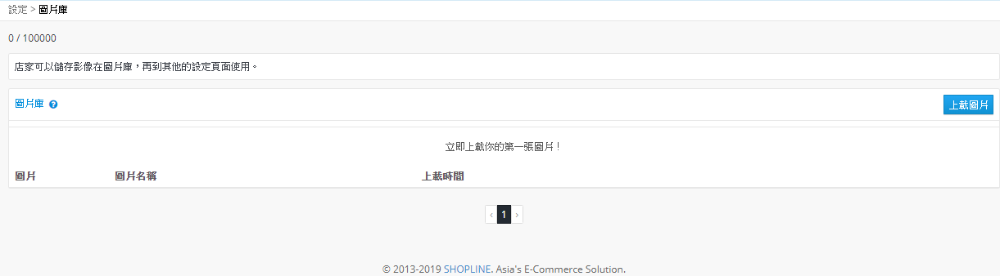 設定 > 圖片庫
0 / 100000
店家可以儲存影像在圖片庫，再到其他的設定頁面使用。
圖片庫 ?
上載圖片
立即上載你的第一張圖片！
圖片 圖片名稱 上載時間
‹ 1 ›
© 2013-2019 SHOPLINE. Asia's E-Commerce Solution.